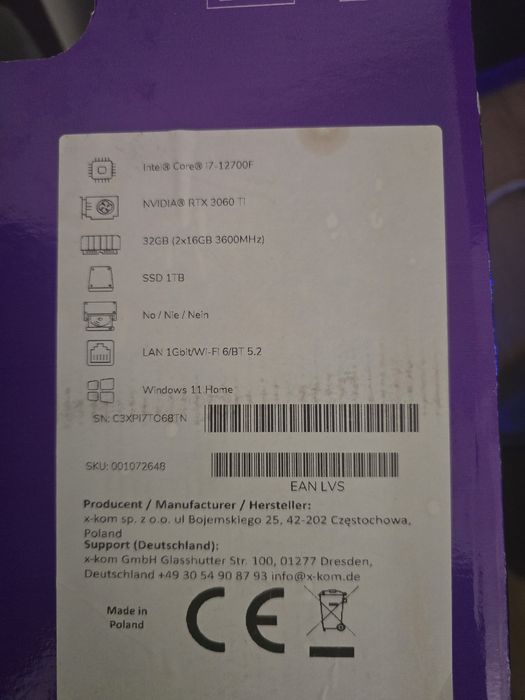 Intel® Core® i7-12700F
NVIDIA® RTX 3060 TI
32GB (2x16GB 3600MHz)
SSD 1TB
No / Nie / Nein
LAN 1Gbit/Wi-Fi 6/BT 5.2
Windows 11 Home
SN: C3XPI7TO68TN
SKU: 001072648
EAN LVS
Producent / Manufacturer / Hersteller:
x-kom sp. z o.o. ul Bojemskiego 25, 42-202 Częstochowa,
Poland
Support (Deutschland):
x-kom GmbH Glasshutter Str. 100, 01277 Dresden,
Deutschland +49 30 54 90 87 93 info@x-kom.de
Made in
Poland
CE